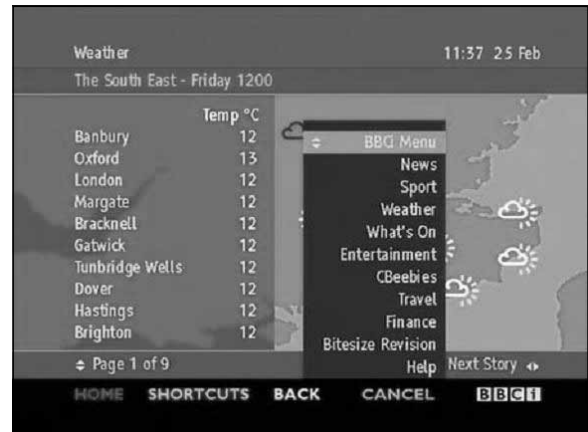 Weather 11:37 25 Feb
The South East - Friday 1200
Temp °C
Banbury 12
Oxford 13
London 12
Margate 12
Bracknell 12
Gatwick 12
Tunbridge Wells 12
Dover 12
Hastings 12
Brighton 12
BBCi Menu
News
Sport
Weather
What's On
Entertainment
CBeebies
Travel
Finance
Bitesize Revision
Help
Page 1 of 9 Next Story
HOME SHORTCUTS BACK CANCEL BBCi